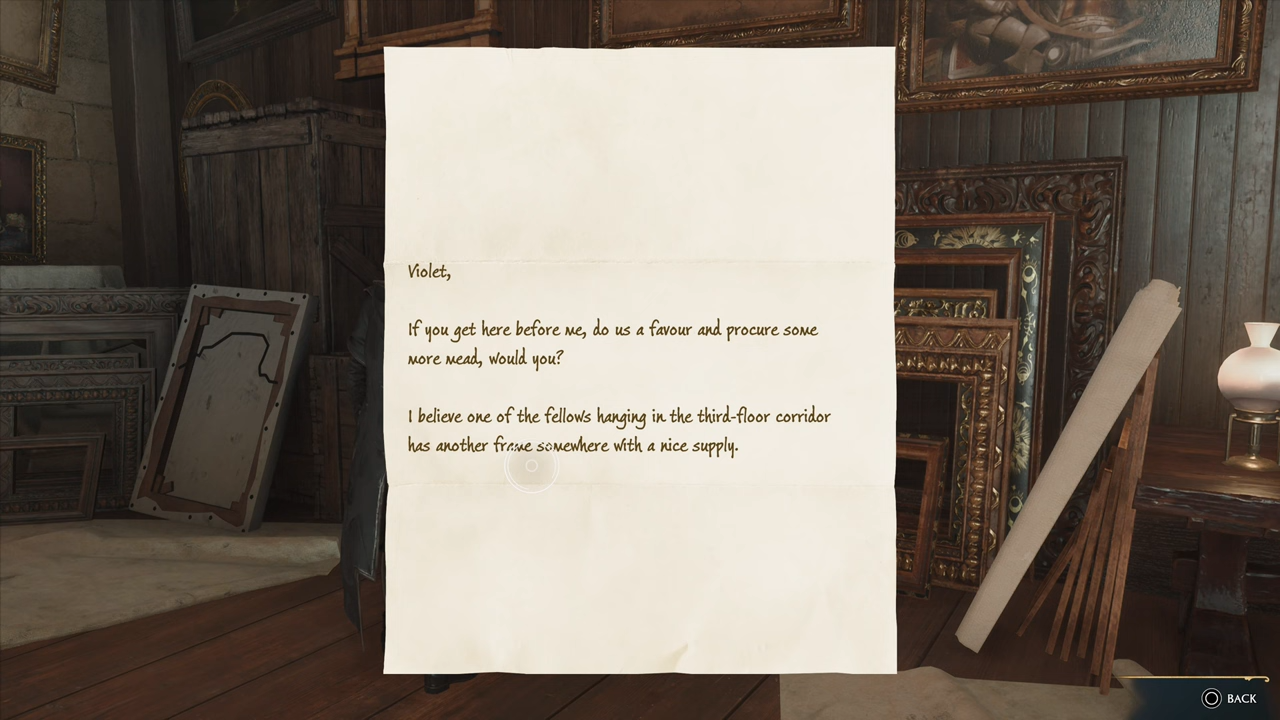 Violet,
If you get here before me, do us a favour and procure some
more mead, would you?
I believe one of the fellows hanging in the third-floor corridor
has another frame somewhere with a nice supply.
BACK